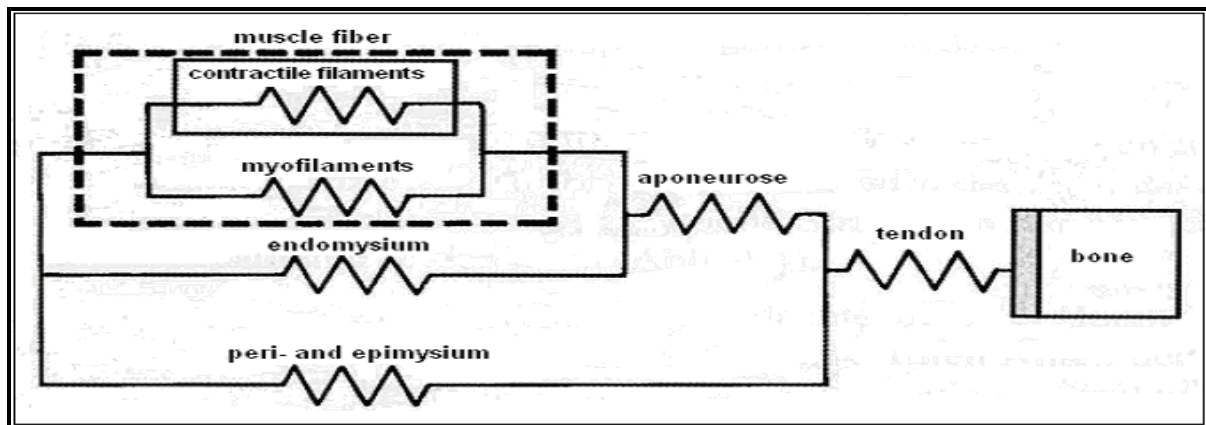 muscle fiber
contractile filaments
myofilaments
aponeurose
endomysium
tendon
bone
peri- and epimysium